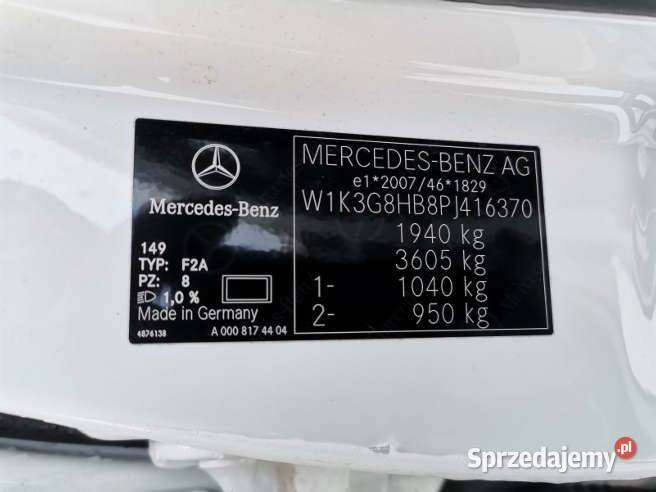 Mercedes-Benz
149
TYP: F2A
PZ: 8
1,0 %
Made in Germany
4876138 A 000 817 44 04
MERCEDES-BENZ AG
e1*2007/46*1829
W1K3G8HB8PJ416370
1940 kg
3605 kg
1- 1040 kg
2- 950 kg
Sprzedajemy.pl